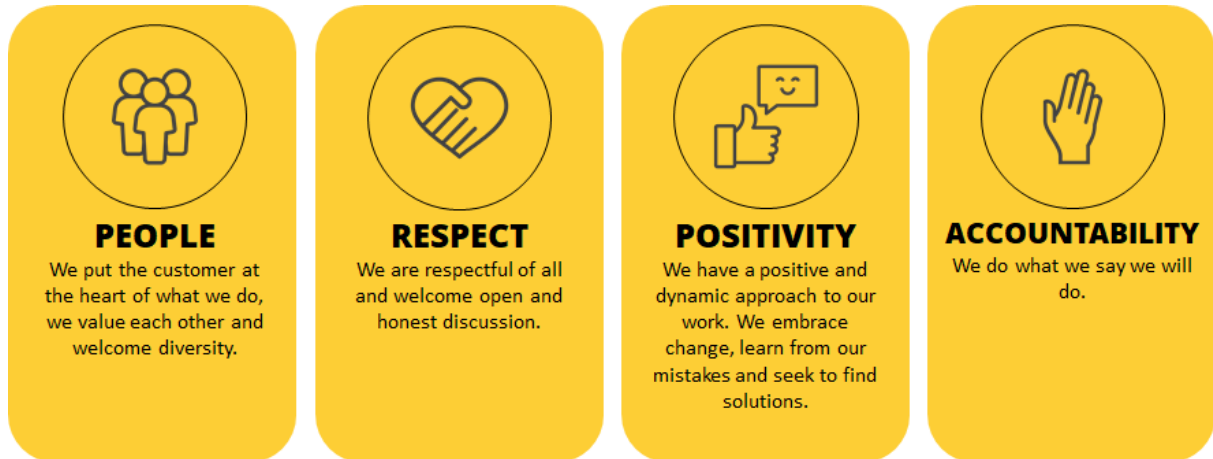 PEOPLE
We put the customer at
the heart of what we do,
we value each other and
welcome diversity.
RESPECT
We are respectful of all
and welcome open and
honest discussion.
POSITIVITY
We have a positive and
dynamic approach to our
work. We embrace
change, learn from our
mistakes and seek to find
solutions.
ACCOUNTABILITY
We do what we say we will
do.